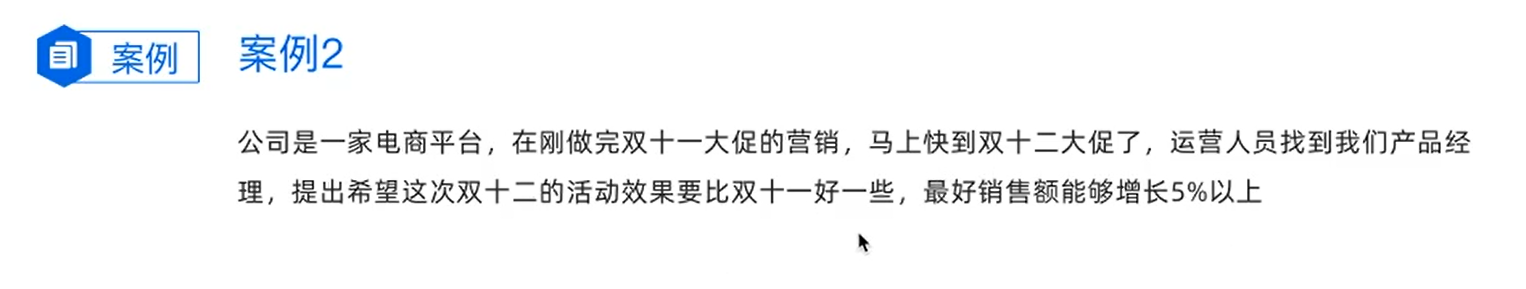 案例 案例2
公司是一家电商平台，在刚做完双十一大促的营销，马上快到双十二大促了，运营人员找到我们产品经
理，提出希望这次双十二的活动效果要比双十一好一些，最好销售额能够增长5%以上